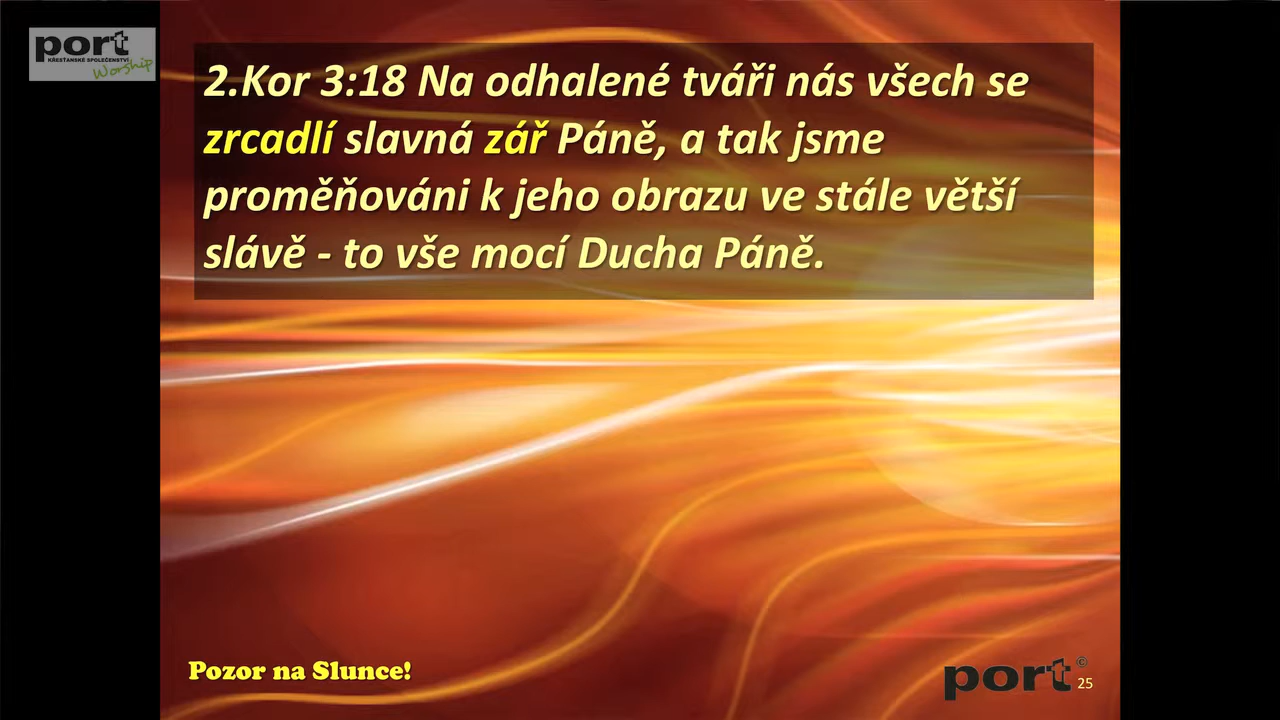 port
KŘESŤANSKÉ SPOLEČENSTVÍ
Worship
2.Kor 3:18 Na odhalené tváři nás všech se
zrcadlí slavná zář Páně, a tak jsme
proměňováni k jeho obrazu ve stále větší
slávě - to vše mocí Ducha Páně.
Pozor na Slunce!
port©
25